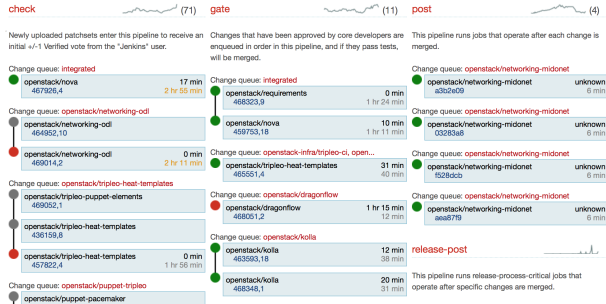 check (71)
Newly uploaded patchsets enter this pipeline to receive an
initial +/-1 Verified vote from the "Jenkins" user.
Change queue: integrated
openstack/nova 17 min
467926,4 2 hr 55 min
Change queue: openstack/networking-odl
openstack/networking-odl
464952,10
openstack/networking-odl 0 min
469014,2 2 hr 11 min
Change queue: openstack/tripleo-heat-templates
openstack/tripleo-puppet-elements
469052,1
openstack/tripleo-heat-templates
436159,8
openstack/tripleo-heat-templates 0 min
457822,4 1 hr 56 min
Change queue: openstack/puppet-tripleo
openstack/puppet-pacemaker
gate (11)
Changes that have been approved by core developers are
enqueued in order in this pipeline, and if they pass tests,
will be merged.
Change queue: integrated
openstack/requirements 0 min
468323,9 1 hr 24 min
openstack/nova 10 min
459753,18 1 hr 11 min
Change queue: openstack-infra/tripleo-ci, open...
openstack/tripleo-heat-templates 31 min
465551,4 40 min
Change queue: openstack/dragonflow
openstack/dragonflow 1 hr 15 min
468051,2 12 min
Change queue: openstack/kolla
openstack/kolla 12 min
463593,18 38 min
openstack/kolla 20 min
468348,1 31 min
post (4)
This pipeline runs jobs that operate after each change is
merged.
Change queue: openstack/networking-midonet
openstack/networking-midonet unknown
a3b2e09 6 min
Change queue: openstack/networking-midonet
openstack/networking-midonet unknown
03283a8 6 min
Change queue: openstack/networking-midonet
openstack/networking-midonet unknown
f528dcb 6 min
Change queue: openstack/networking-midonet
openstack/networking-midonet unknown
aea87f9 6 min
release-post
This pipeline runs release-process-critical jobs that
operate after specific changes are merged.